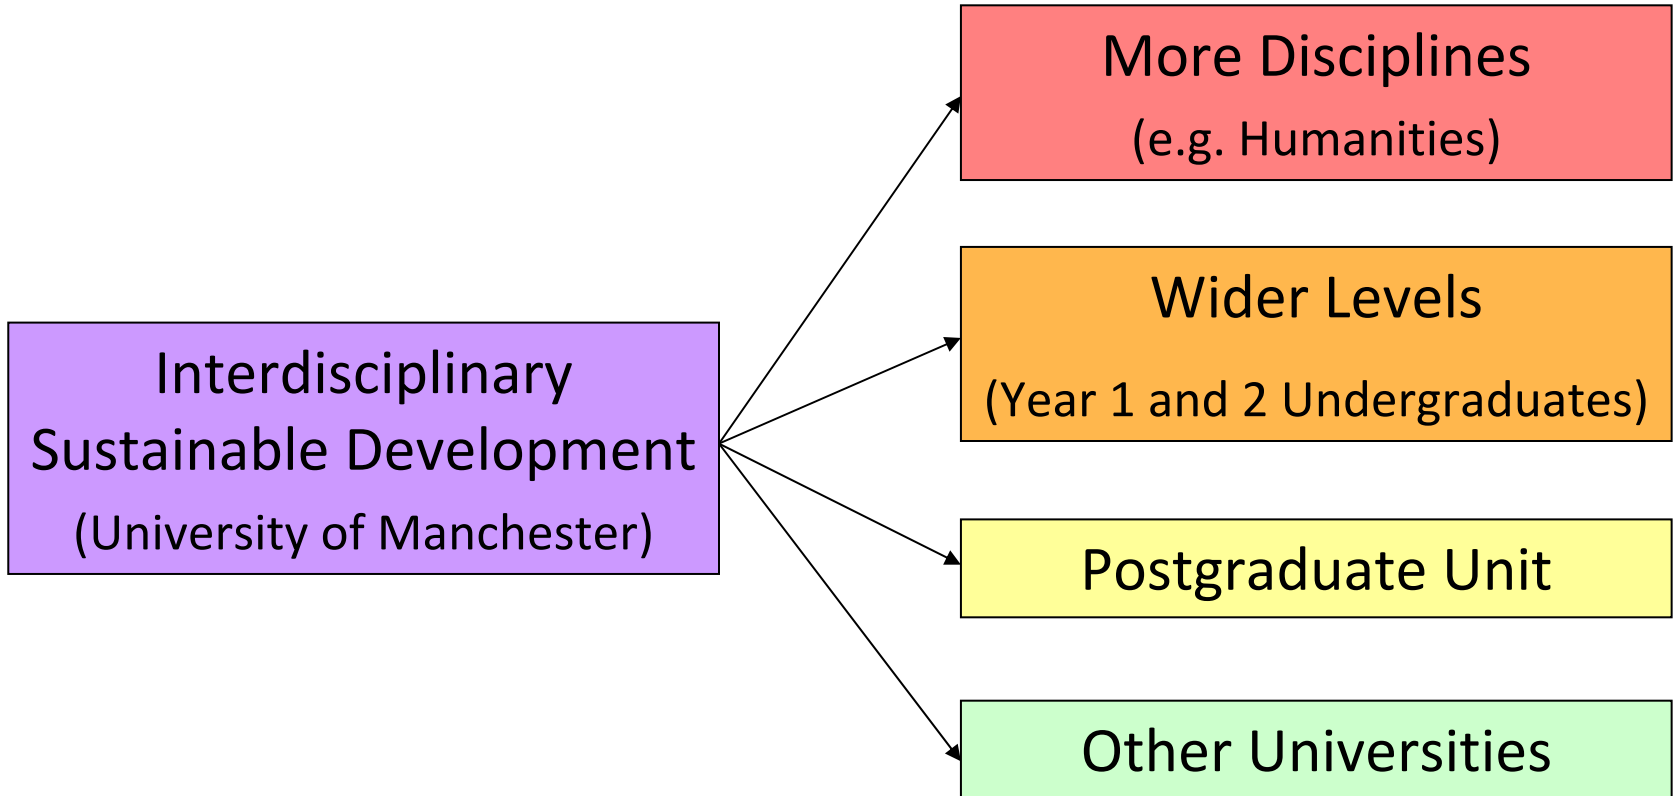 Interdisciplinary
Sustainable Development
(University of Manchester)
More Disciplines
(e.g. Humanities)
Wider Levels
(Year 1 and 2 Undergraduates)
Postgraduate Unit
Other Universities